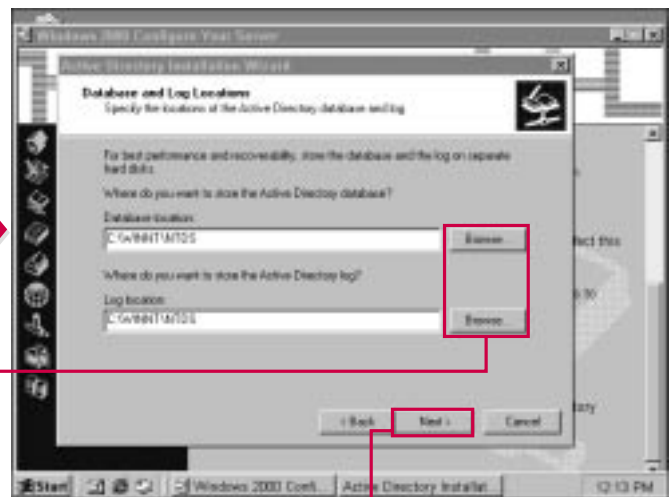 Windows 2000 Configure Your Server
Active Directory Installation Wizard
Database and Log Locations
Specify the locations of the Active Directory database and log.
For best performance and recoverability, store the database and the log on separate
hard disks.
Where do you want to store the Active Directory database?
Database location:
C:\WINNT\NTDS
Browse...
fect this
Where do you want to store the Active Directory log?
Log location:
C:\WINNT\NTDS
Browse...
tory
< Back
Next >
Cancel
Start
Windows 2000 Confi...
Active Directory Installat...
12:13 PM